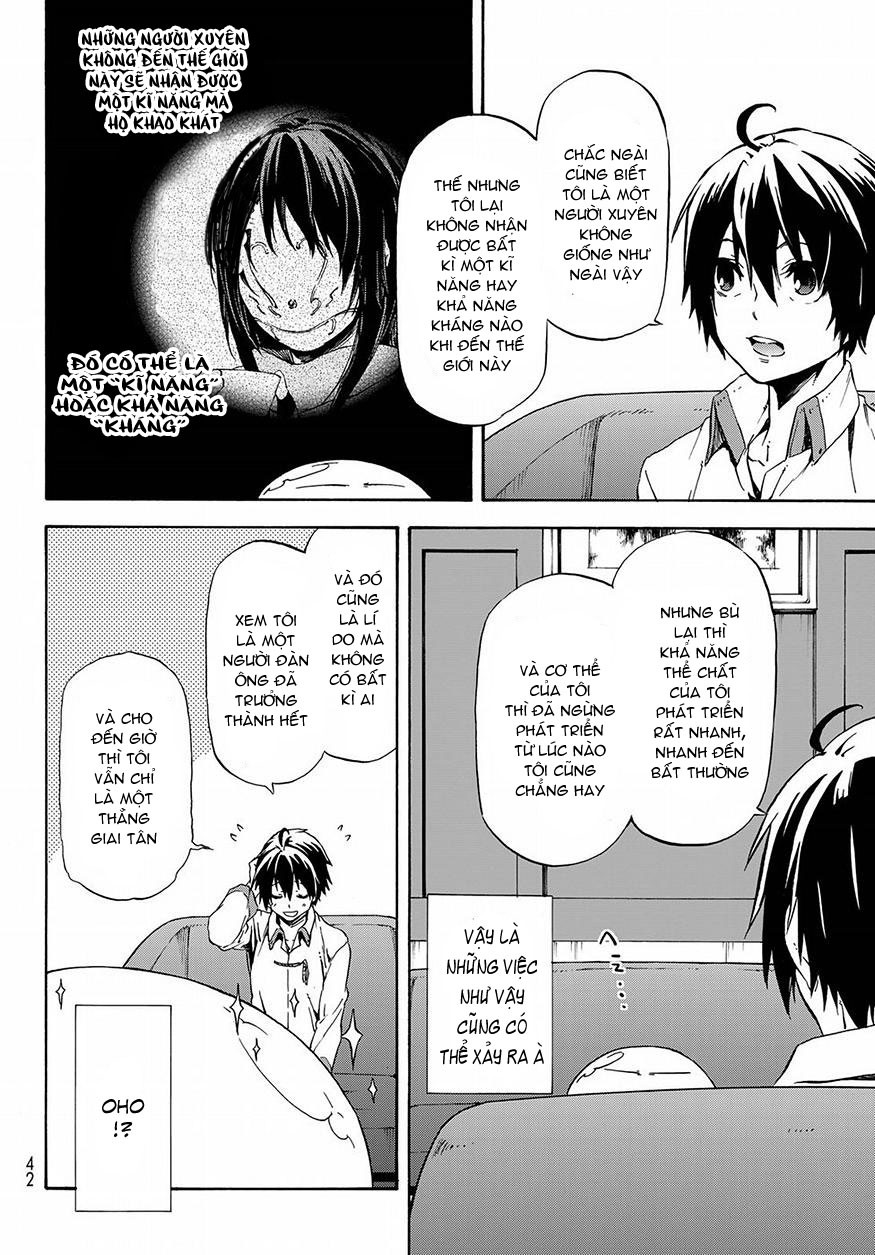 CHẮC NGÀI
CŨNG BIẾT
TÔI LÀ MỘT
NGƯỜI XUYÊN
KHÔNG
GIỐNG NHƯ
NGÀI VẬY
THẾ NHƯNG
TÔI LẠI
KHÔNG NHẬN
ĐƯỢC BẤT
KÌ MỘT KĨ
NĂNG HAY
KHẢ NĂNG
KHÁNG NÀO
KHI ĐẾN THẾ
GIỚI NÀY
NHỮNG NGƯỜI XUYÊN
KHÔNG ĐẾN THẾ GIỚI
NÀY SẼ NHẬN ĐƯỢC
MỘT KĨ NĂNG MÀ
HỌ KHAO KHÁT
ĐÓ CÓ THỂ LÀ
MỘT "KĨ NĂNG"
HOẶC KHẢ NĂNG
"KHÁNG"
NHƯNG BÙ
LẠI THÌ
KHẢ NĂNG
THỂ CHẤT
CỦA TÔI
PHÁT TRIỂN
RẤT NHANH,
NHANH ĐẾN
BẤT THƯỜNG
VÀ CƠ THỂ
CỦA TÔI
THÌ ĐÃ NGỪNG
PHÁT TRIỂN
TỪ LÚC NÀO
TÔI CŨNG
CHẲNG HAY
へぇ...
VẬY LÀ
NHỮNG VIỆC
NHƯ VẬY
CŨNG CÓ
THỂ XẢY RA À
VÀ ĐÓ
CŨNG
LÀ LÍ
DO MÀ
KHÔNG
CÓ BẤT
KÌ AI
XEM TÔI
LÀ MỘT
NGƯỜI ĐÀN
ÔNG ĐÃ
TRƯỞNG
THÀNH HẾT
VÀ CHO
ĐẾN GIỜ
THÌ TÔI
VẪN CHỈ
LÀ MỘT
THẰNG
GIAI TÂN
OHO
!?
42